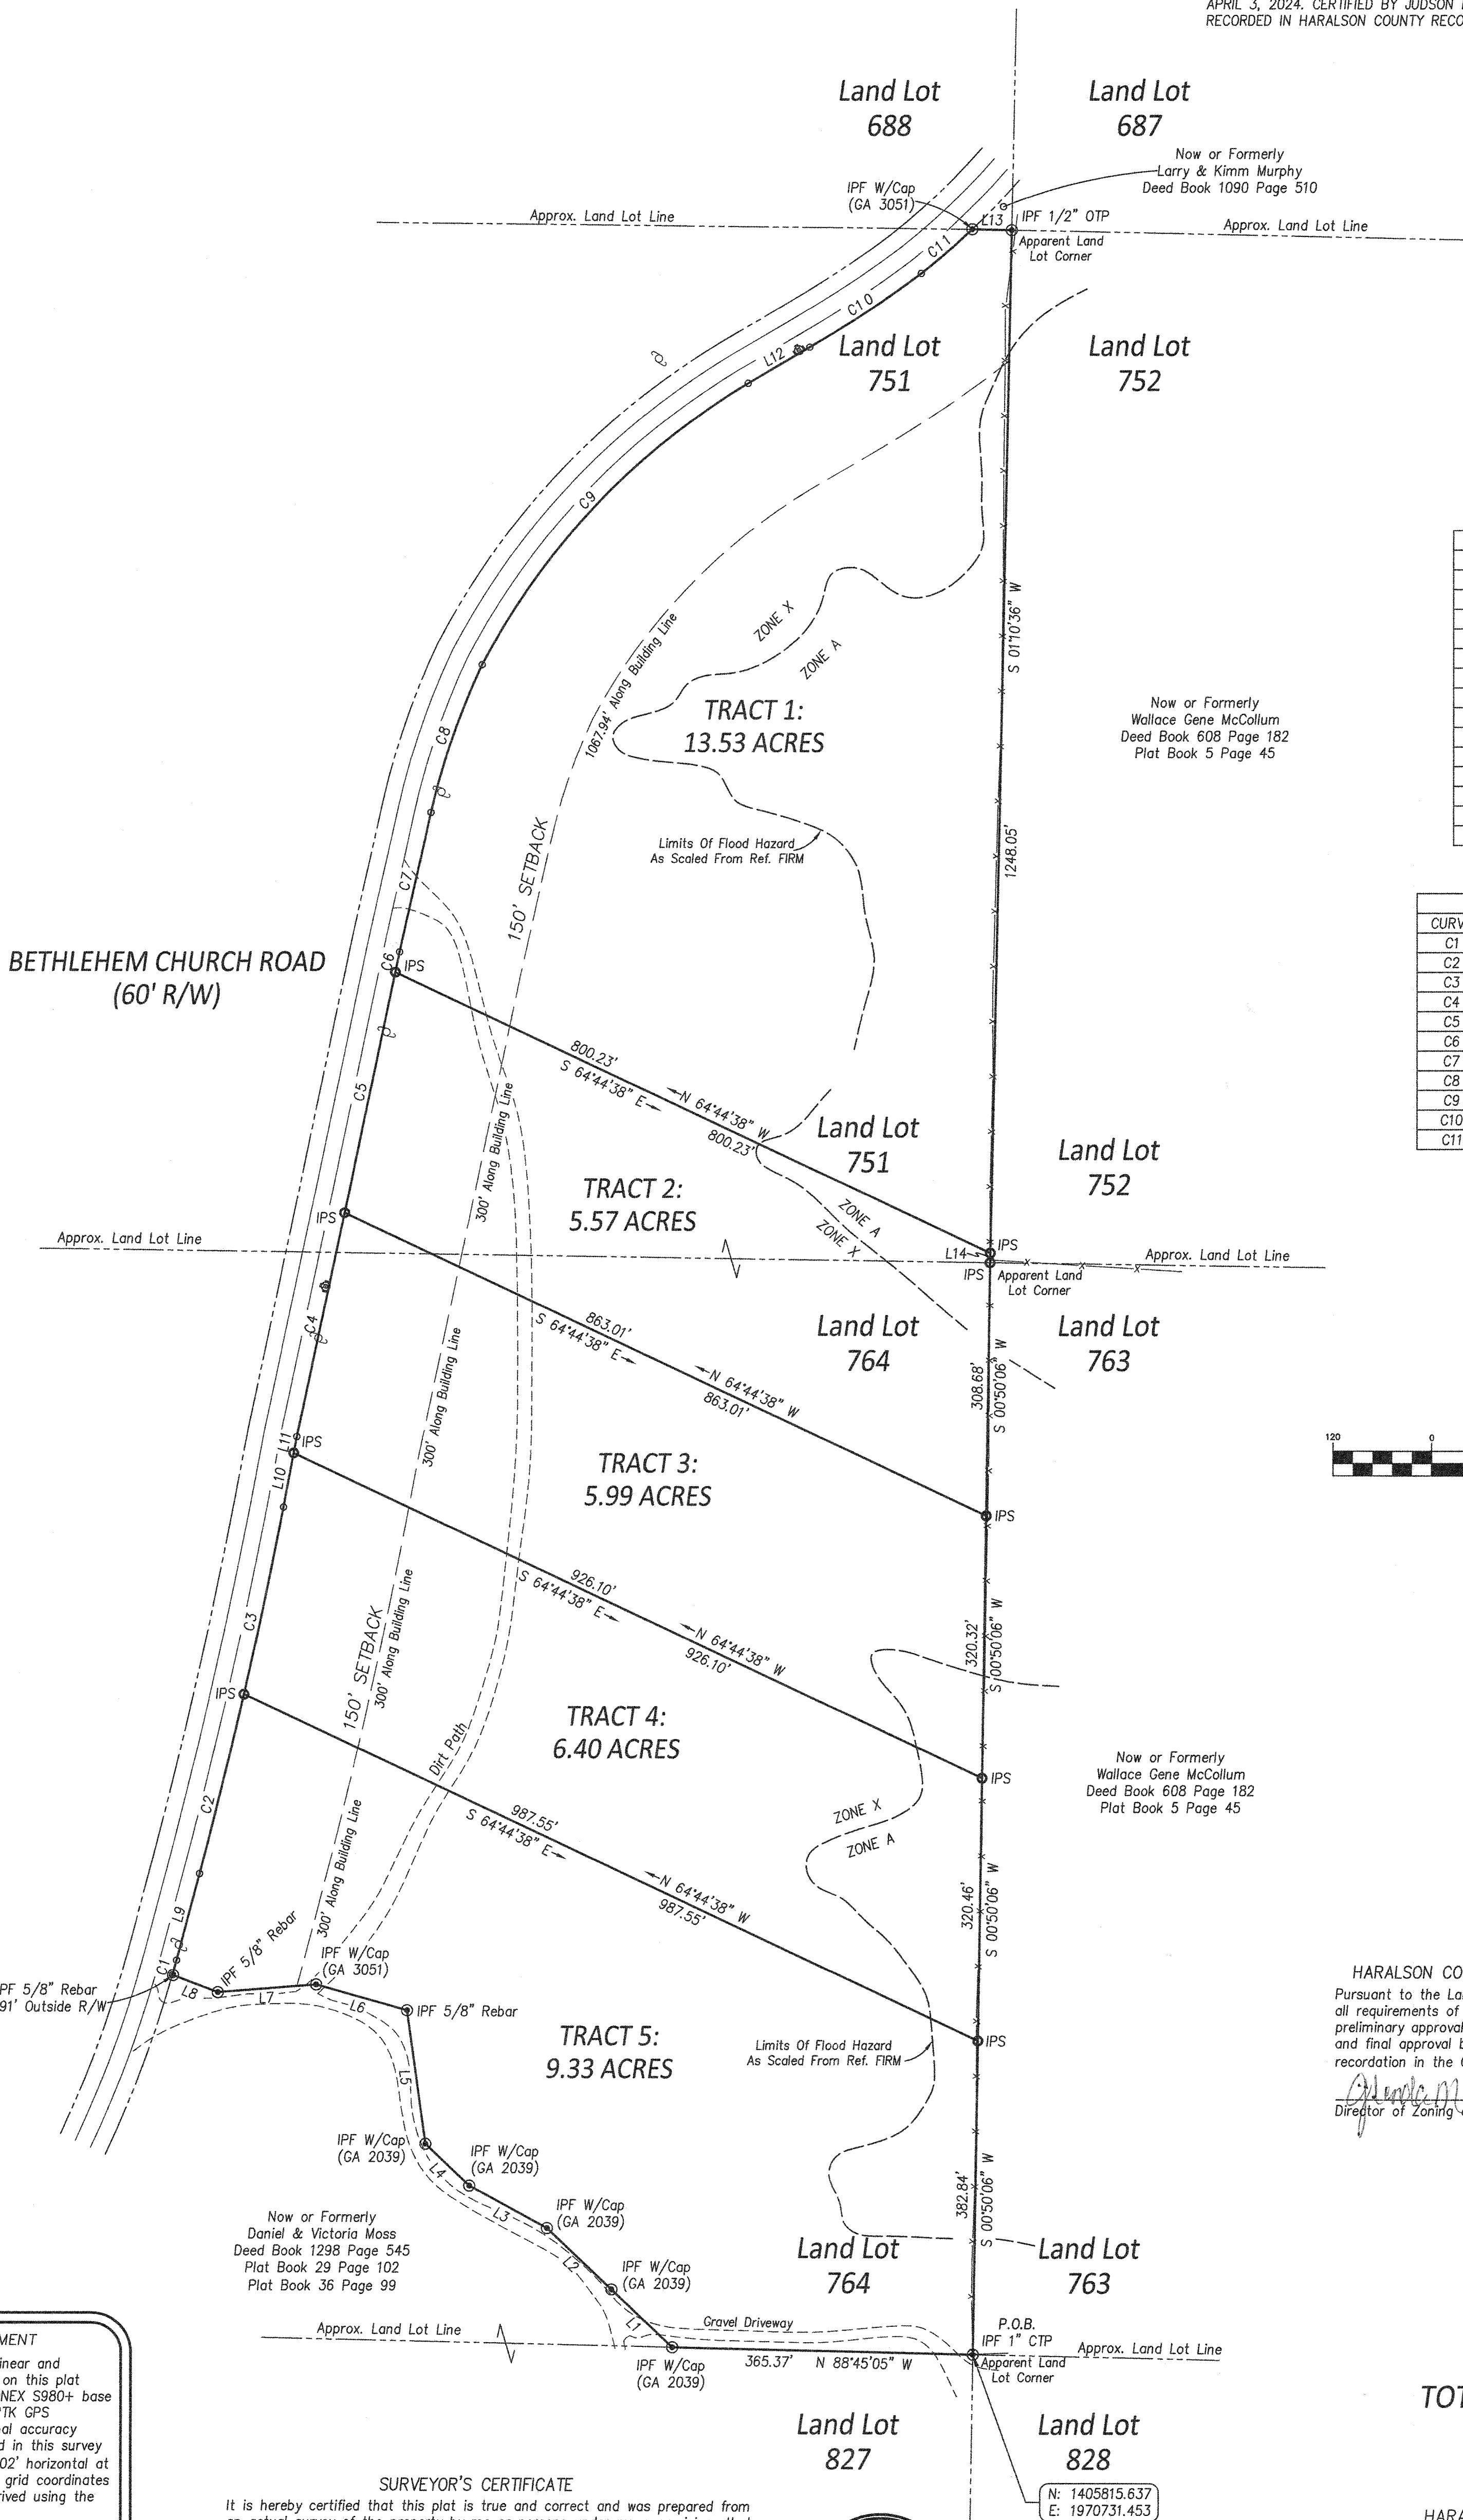 APRIL 3, 2024. CERTIFIED BY JUDSON
RECORDED IN HARALSON COUNTY RECO
Land Lot
688
Land Lot
687
Now or Formerly
Larry & Kimm Murphy
Deed Book 1090 Page 510
IPF W/Cap
(GA 3051)
Approx. Land Lot Line
L13
IPF 1/2" OTP
Approx. Land Lot Line
Apparent Land
Lot Corner
C11
C10
L12
Land Lot
751
Land Lot
752
C9
ZONE X
ZONE A
S 01°10'36" W
1067.94' Along Building Line
TRACT 1:
13.53 ACRES
Now or Formerly
Wallace Gene McCollum
Deed Book 608 Page 182
Plat Book 5 Page 45
C8
150' SETBACK
Limits Of Flood Hazard
As Scaled From Ref. FIRM
1248.05'
C7
CURV
C1
C2
C3
C4
C5
C6
C7
C8
C9
C10
C11
BETHLEHEM CHURCH ROAD
(60' R/W)
C6
IPS
800.23'
S 64°44'38" E
N 64°44'38" W
800.23'
C5
300' Along Building Line
Land Lot
751
Land Lot
752
TRACT 2:
5.57 ACRES
IPS
ZONE A
ZONE X
Approx. Land Lot Line
L14
IPS
IPS
Approx. Land Lot Line
Apparent Land
Lot Corner
C4
863.01'
S 64°44'38" E
N 64°44'38" W
863.01'
Land Lot
764
Land Lot
763
308.68'
S 00°50'06" W
300' Along Building Line
L11
IPS
L10
120
0
TRACT 3:
5.99 ACRES
IPS
926.10'
S 64°44'38" E
N 64°44'38" W
926.10'
C3
150' SETBACK
300' Along Building Line
320.32'
S 00°50'06" W
IPS
TRACT 4:
6.40 ACRES
Dirt Path
IPS
Now or Formerly
Wallace Gene McCollum
Deed Book 608 Page 182
Plat Book 5 Page 45
C2
987.55'
S 64°44'38" E
N 64°44'38" W
987.55'
ZONE X
ZONE A
300' Along Building Line
320.46'
S 00°50'06" W
L9
C1
IPF 5/8" Rebar
IPF W/Cap
(GA 3051)
PF 5/8" Rebar
91' Outside R/W
L8
L7
L6
IPF 5/8" Rebar
HARALSON CO
Pursuant to the La
all requirements of
preliminary approval
and final approval b
recordation in the
Director of Zoning
TRACT 5:
9.33 ACRES
Limits Of Flood Hazard
As Scaled From Ref. FIRM
IPS
L5
IPF W/Cap
(GA 2039)
L4
IPF W/Cap
(GA 2039)
L3
IPF W/Cap
(GA 2039)
382.84'
S 00°50'06" W
Now or Formerly
Daniel & Victoria Moss
Deed Book 1298 Page 545
Plat Book 29 Page 102
Plat Book 36 Page 99
L2
IPF W/Cap
(GA 2039)
Land Lot
764
Land Lot
763
L1
Gravel Driveway
P.O.B.
IPF 1" CTP
Approx. Land Lot Line
Approx. Land Lot Line
Apparent Land
Lot Corner
IPF W/Cap
(GA 2039)
365.37' N 88°45'05" W
MENT
inear and
on this plat
NEX S980+ base
TK GPS
al accuracy
d in this survey
02' horizontal at
grid coordinates
rived using the
TOT
Land Lot
827
Land Lot
828
SURVEYOR'S CERTIFICATE
It is hereby certified that this plat is true and correct and was prepared from
N: 1405815.637
E: 1970731.453
HARA